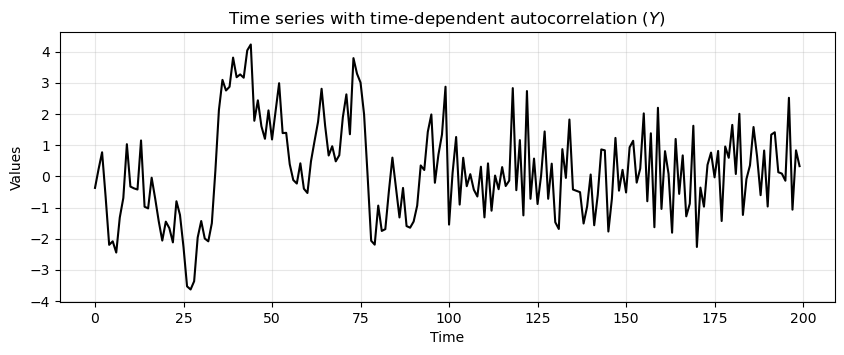 Time series with time-dependent autocorrelation (Y)
4
3
2
1
0
−1
−2
−3
−4
Values
0 25 50 75 100 125 150 175 200
Time